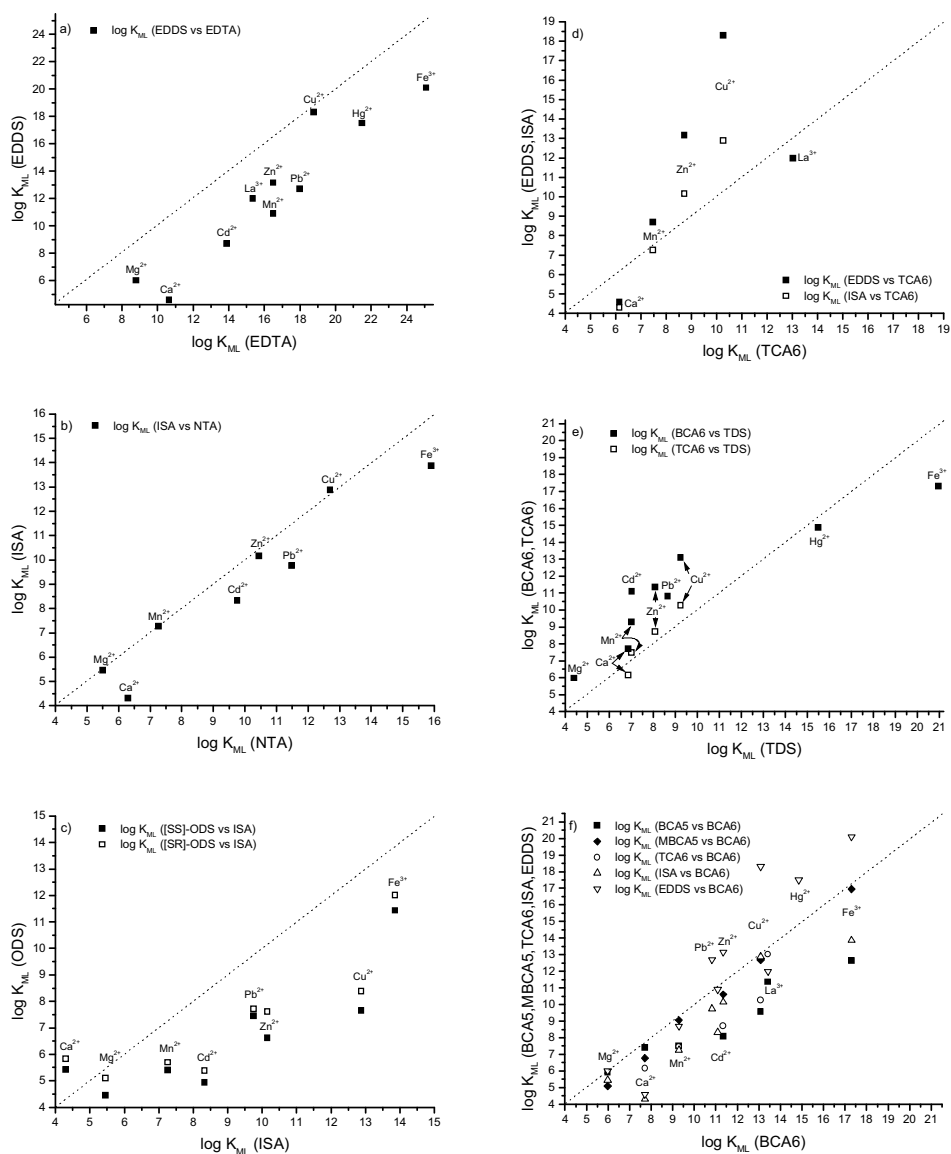 a)
log K_ML (EDDS vs EDTA)
24
22
20
18
16
14
12
10
8
6
Fe³⁺
Cu²⁺
Hg²⁺
Zn²⁺
La³⁺
Pb²⁺
Mn²⁺
Cd²⁺
Mg²⁺
Ca²⁺
6 8 10 12 14 16 18 20 22 24
log K_ML (EDTA)
log K_ML (EDDS)
d)
19
18
17
16
15
14
13
12
11
10
9
8
7
6
5
4
Cu²⁺
Zn²⁺
La³⁺
Mn²⁺
Ca²⁺
log K_ML (EDDS vs TCA6)
log K_ML (ISA vs TCA6)
4 5 6 7 8 9 10 11 12 13 14 15 16 17 18 19
log K_ML (TCA6)
log K_ML (EDDS,ISA)
b)
log K_ML (ISA vs NTA)
16
15
14
13
12
11
10
9
8
7
6
5
4
Fe³⁺
Cu²⁺
Zn²⁺
Pb²⁺
Cd²⁺
Mn²⁺
Mg²⁺
Ca²⁺
4 5 6 7 8 9 10 11 12 13 14 15 16
log K_ML (NTA)
log K_ML (ISA)
e)
log K_ML (BCA6 vs TDS)
log K_ML (TCA6 vs TDS)
21
20
19
18
17
16
15
14
13
12
11
10
9
8
7
6
5
4
Fe³⁺
Hg²⁺
Cd²⁺
Pb²⁺
Cu²⁺
Zn²⁺
Mn²⁺
Ca²⁺
Mg²⁺
4 5 6 7 8 9 10 11 12 13 14 15 16 17 18 19 20 21
log K_ML (TDS)
log K_ML (BCA6,TCA6)
c)
log K_ML ([SS]-ODS vs ISA)
log K_ML ([SR]-ODS vs ISA)
15
14
13
12
11
10
9
8
7
6
5
4
Fe³⁺
Cu²⁺
Pb²⁺
Zn²⁺
Ca²⁺
Mg²⁺
Mn²⁺
Cd²⁺
4 5 6 7 8 9 10 11 12 13 14 15
log K_ML (ISA)
log K_ML (ODS)
f)
log K_ML (BCA5 vs BCA6)
log K_ML (MBCA5 vs BCA6)
log K_ML (TCA6 vs BCA6)
log K_ML (ISA vs BCA6)
log K_ML (EDDS vs BCA6)
21
20
19
18
17
16
15
14
13
12
11
10
9
8
7
6
5
4
Hg²⁺
Fe³⁺
Cu²⁺
Pb²⁺
Zn²⁺
La³⁺
Cd²⁺
Mn²⁺
Mg²⁺
Ca²⁺
4 5 6 7 8 9 10 11 12 13 14 15 16 17 18 19 20 21
log K_ML (BCA6)
log K_ML (BCA5,MBCA5,TCA6,ISA,EDDS)